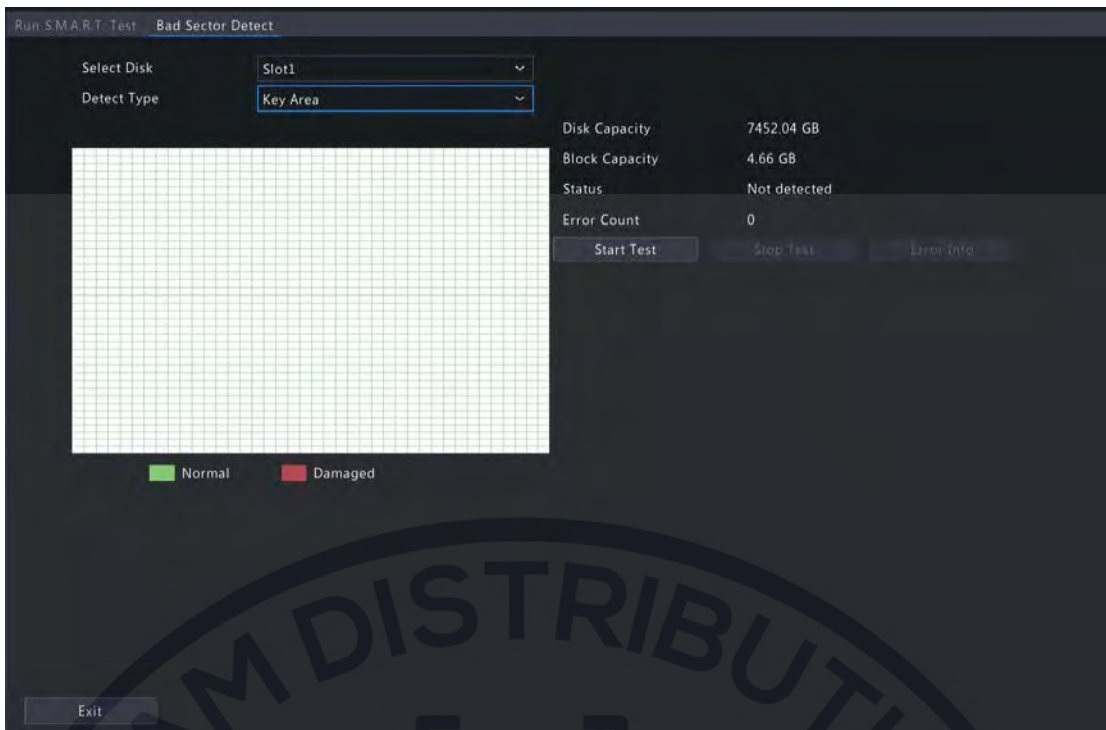 Run S.M.A.R.T. Test Bad Sector Detect
Select Disk Slot1
Detect Type Key Area
Disk Capacity 7452.04 GB
Block Capacity 4.66 GB
Status Not detected
Error Count 0
Start Test Stop Test Error Info
Normal Damaged
DISTRIBUT
Exit